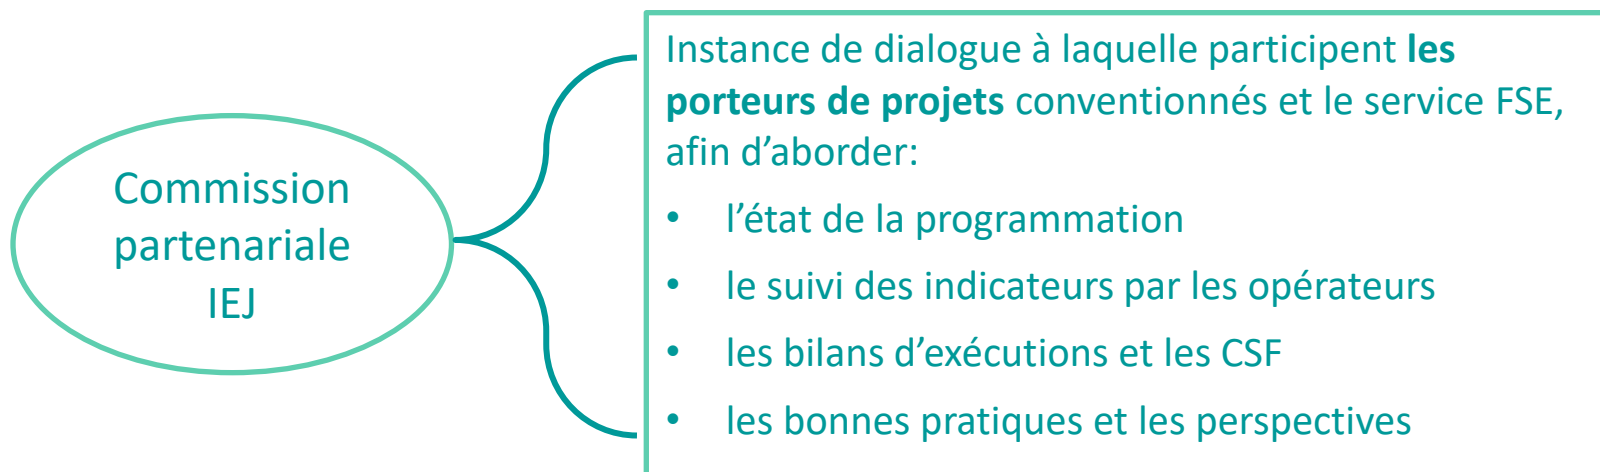 Commission
partenariale
IEJ
Instance de dialogue à laquelle participent les
porteurs de projets conventionnés et le service FSE,
afin d’aborder:
• l’état de la programmation
• le suivi des indicateurs par les opérateurs
• les bilans d’exécutions et les CSF
• les bonnes pratiques et les perspectives